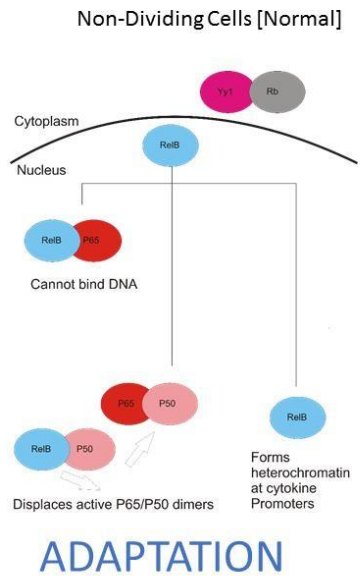 Non-Dividing Cells [Normal]
Yy1 Rb
Cytoplasm
RelB
Nucleus
RelB P65
Cannot bind DNA
P65 P50
RelB
RelB P50
Forms
heterochromatin
at cytokine
Promoters
Displaces active P65/P50 dimers
ADAPTATION